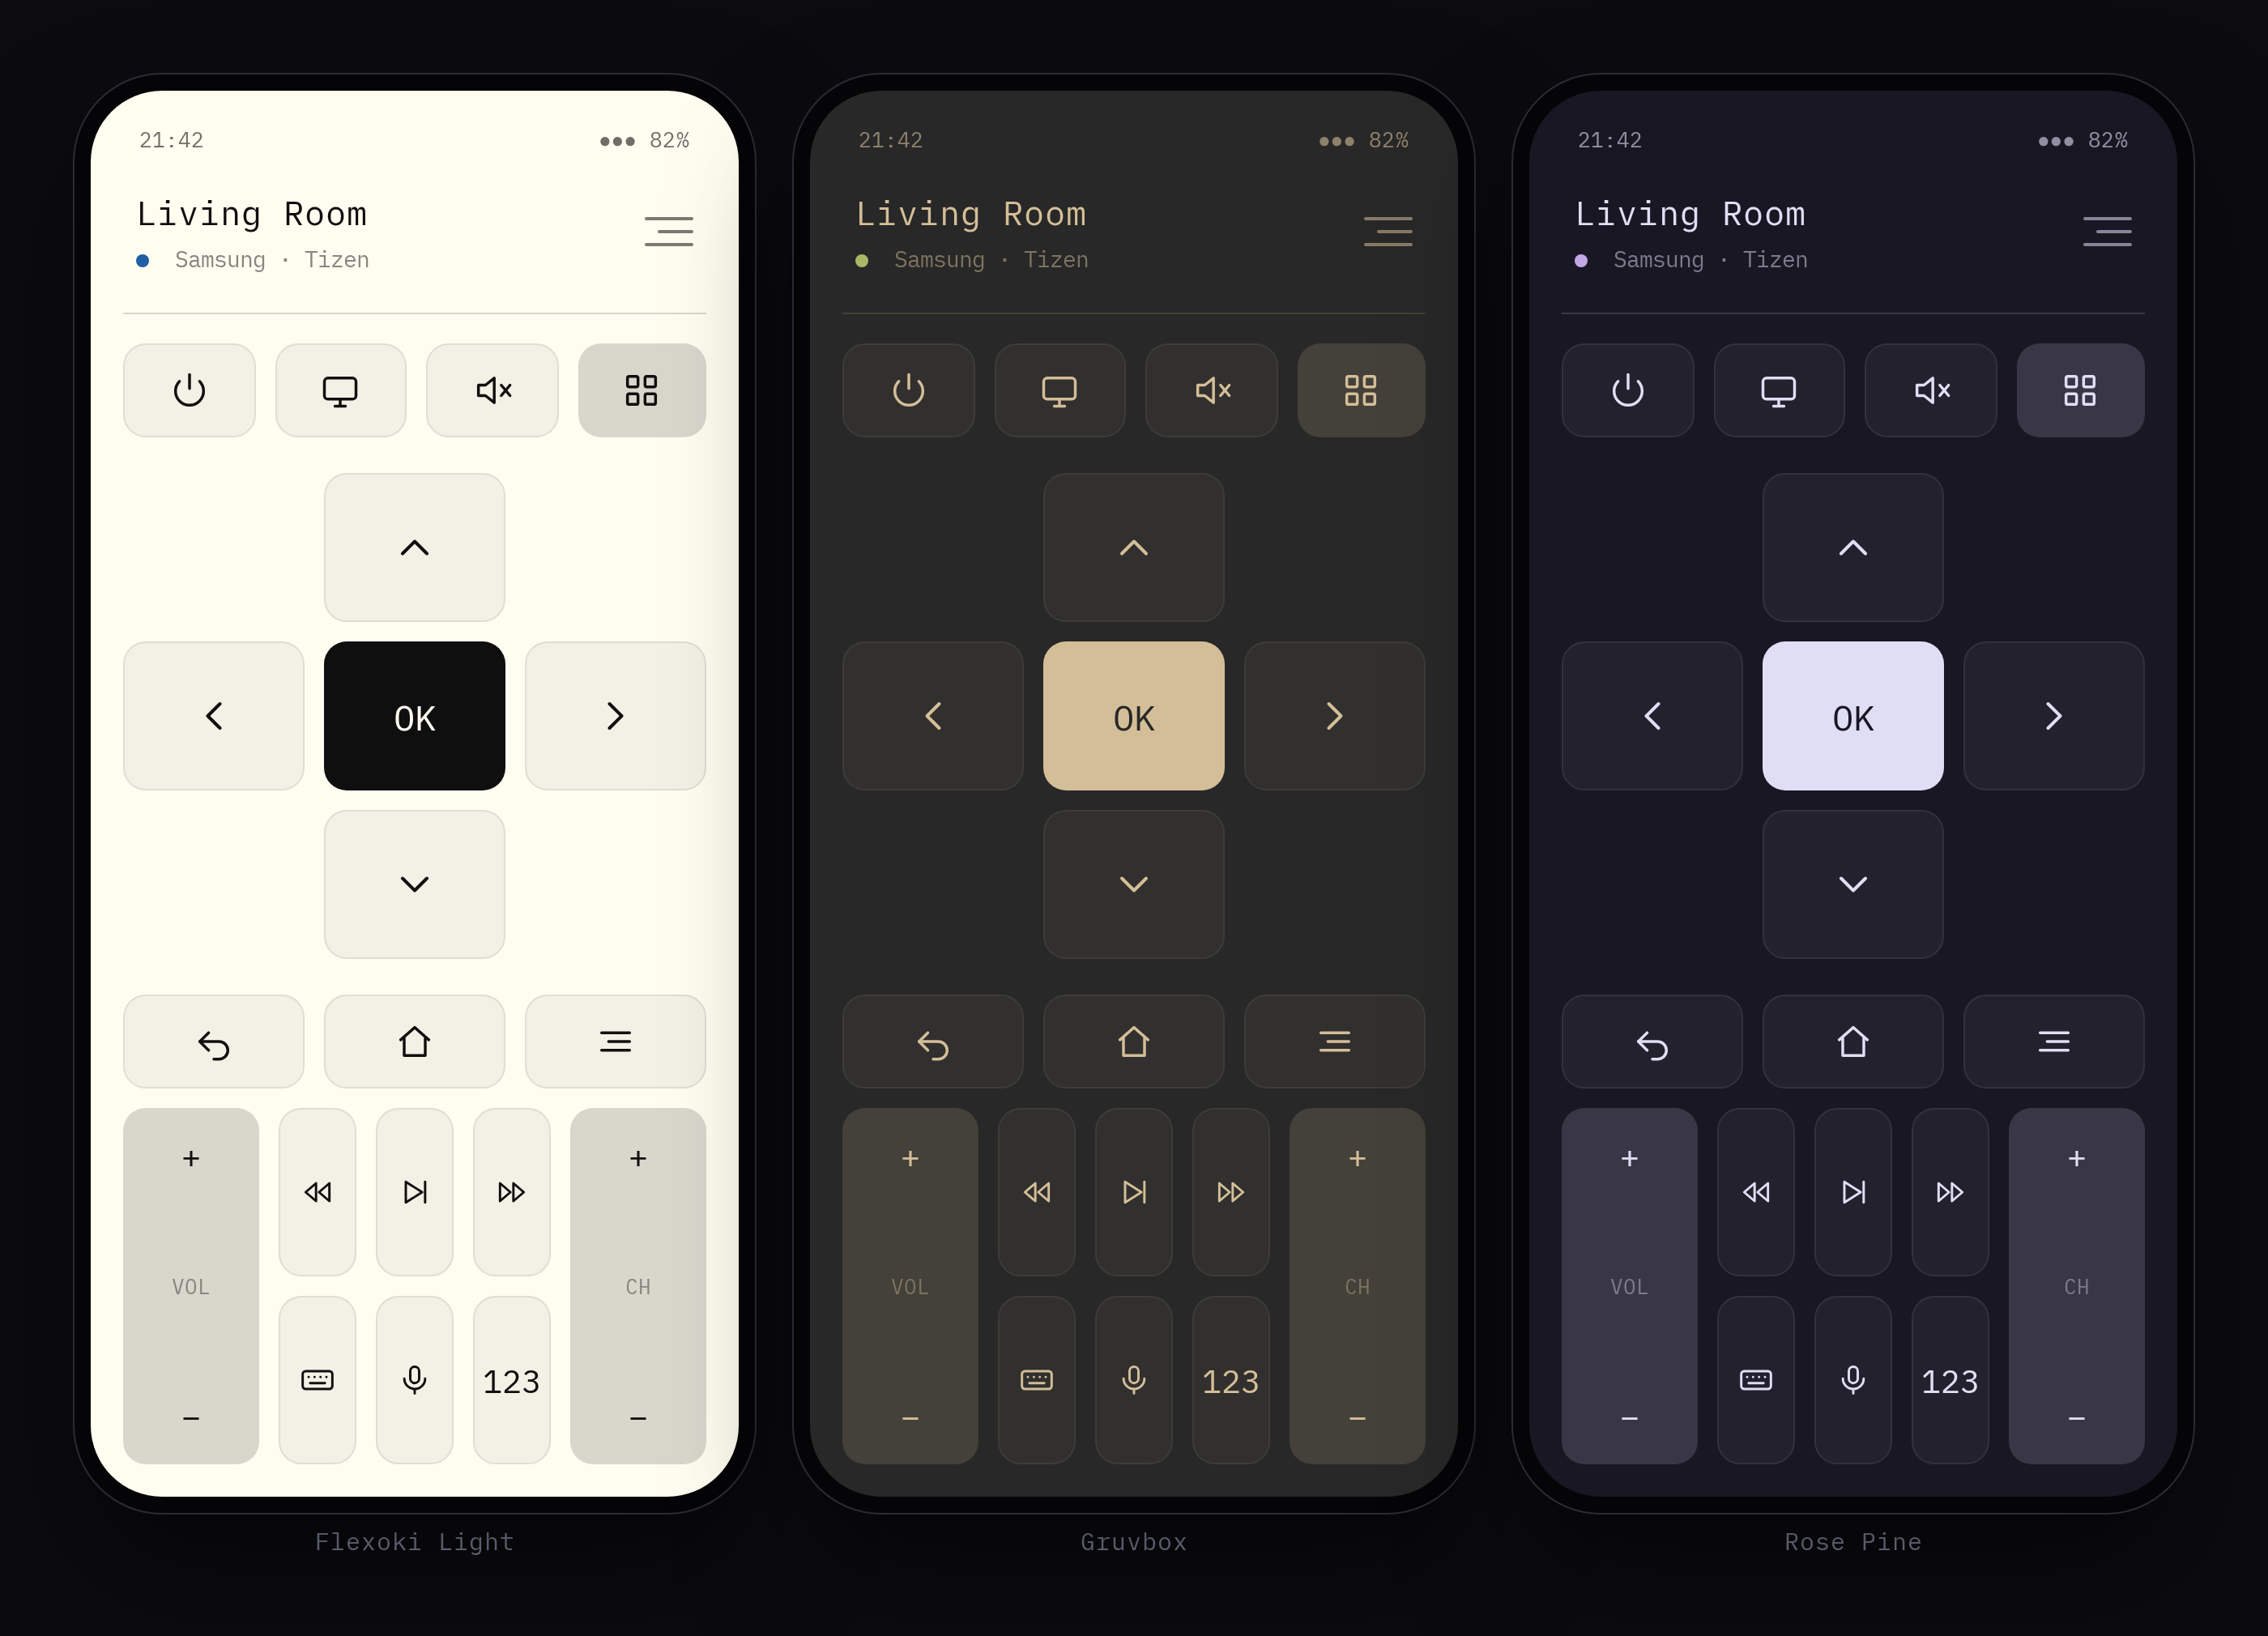 21:42 ●●● 82%
Living Room
Samsung · Tizen
OK
+ +
VOL CH
123
− −
Flexoki Light
21:42 ●●● 82%
Living Room
Samsung · Tizen
OK
+ +
VOL CH
123
− −
Gruvbox
21:42 ●●● 82%
Living Room
Samsung · Tizen
OK
+ +
VOL CH
123
− −
Rose Pine